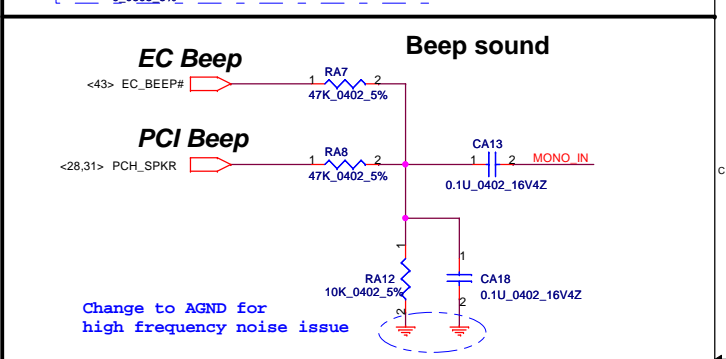 Beep sound
EC Beep
<43> EC_BEEP#
1 RA7 2
47K_0402_5%
PCI Beep
<28,31> PCH_SPKR
1 RA8 2
47K_0402_5%
CA13
1 2 MONO_IN
0.1U_0402_16V4Z
C
1
RA12
10K_0402_5%
2
1
CA18
0.1U_0402_16V4Z
2
Change to AGND for
high frequency noise issue